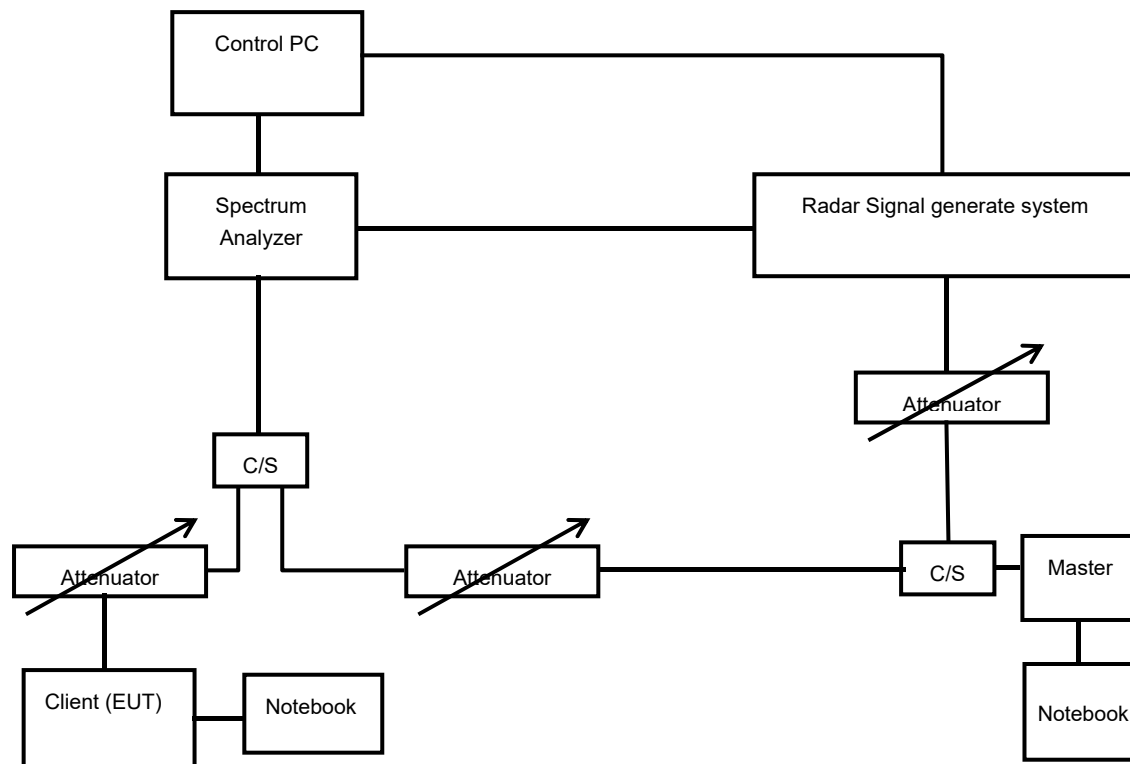 Control PC
Spectrum
Analyzer
Radar Signal generate system
Attenuator
C/S
C/S
Attenuator
Attenuator
Master
Client (EUT)
Notebook
Notebook